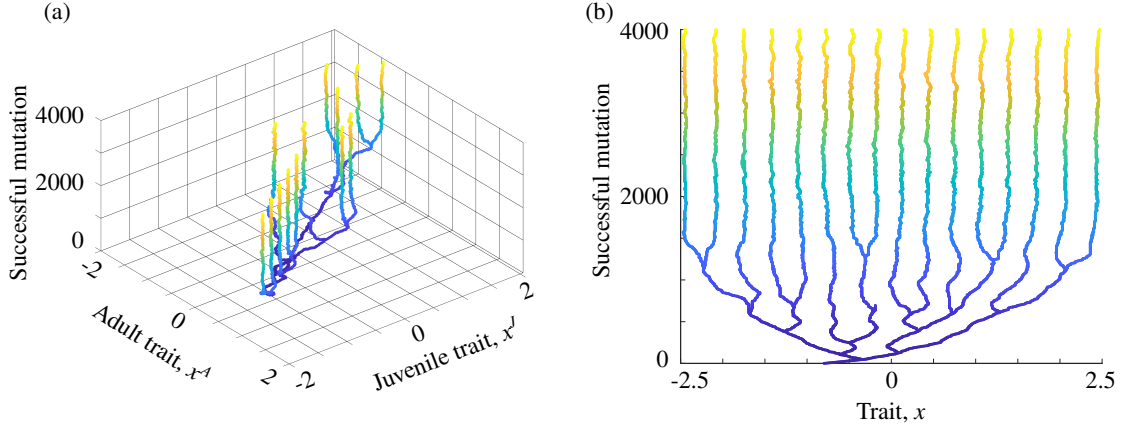 (a)
Successful mutation
4000
2000
0
-2
0
2
Adult trait, x^A
-2
0
2
Juvenile trait, x^J
(b)
Successful mutation
4000
2000
0
-2.5
0
2.5
Trait, x